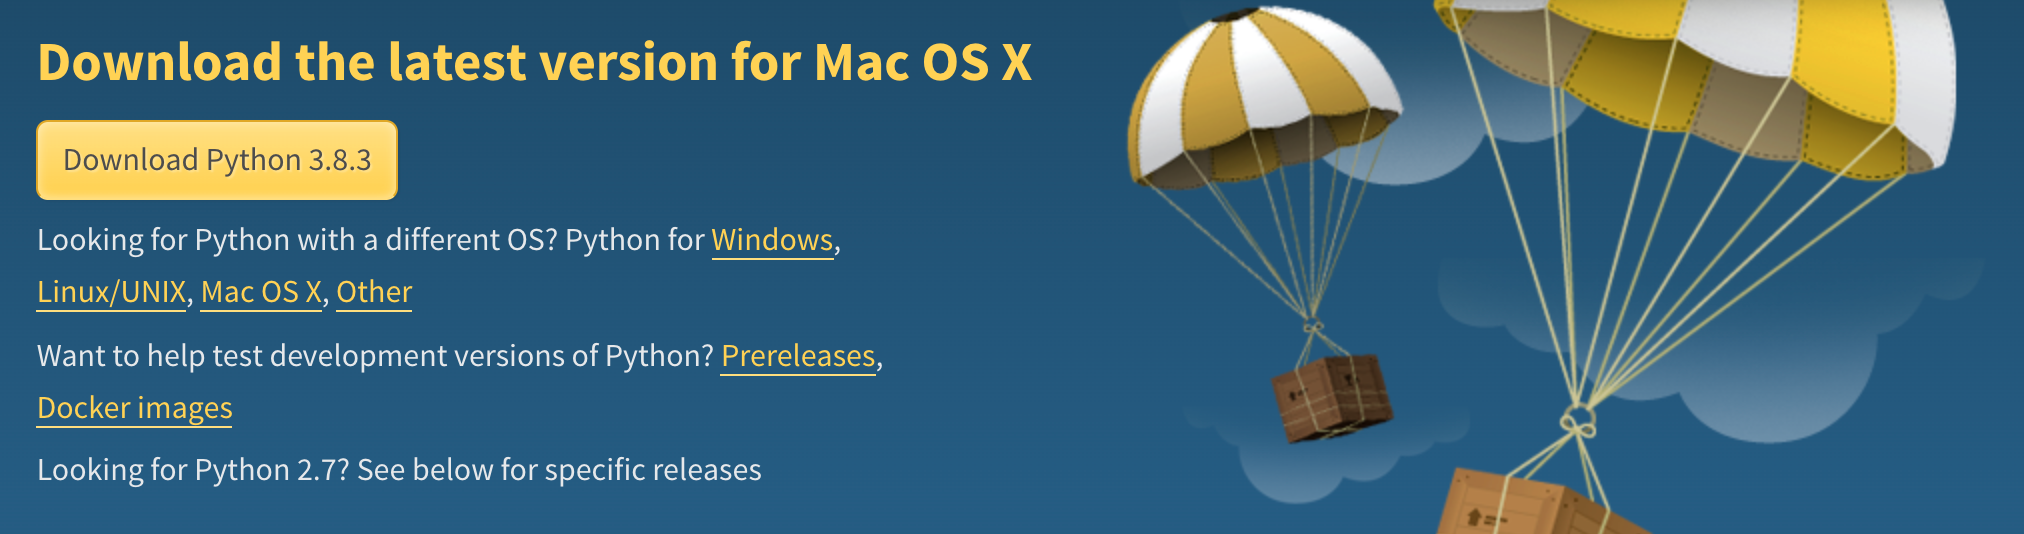 Download the latest version for Mac OS X
Download Python 3.8.3
Looking for Python with a different OS? Python for Windows,
Linux/UNIX, Mac OS X, Other
Want to help test development versions of Python? Prereleases,
Docker images
Looking for Python 2.7? See below for specific releases